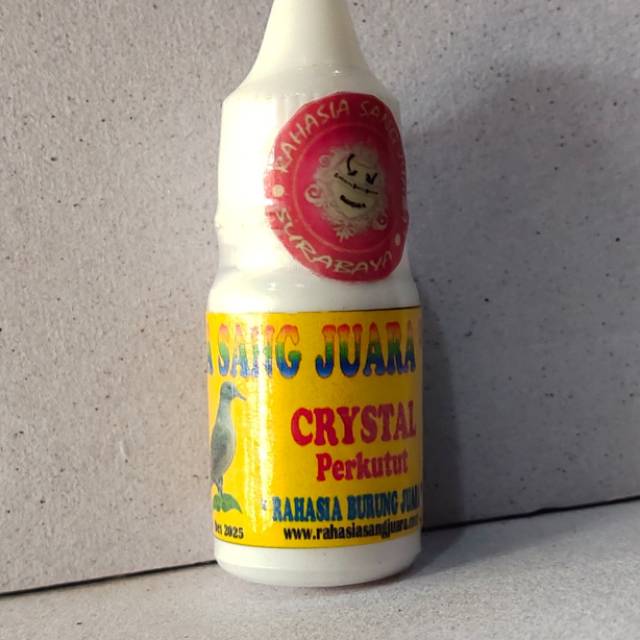 RAHASIA SANG
SURABAYA
A SANG JUARA
CRYSTAL
Perkutut
RAHASIA BURUNG JUA
www.rahasiasangjuara.
2025